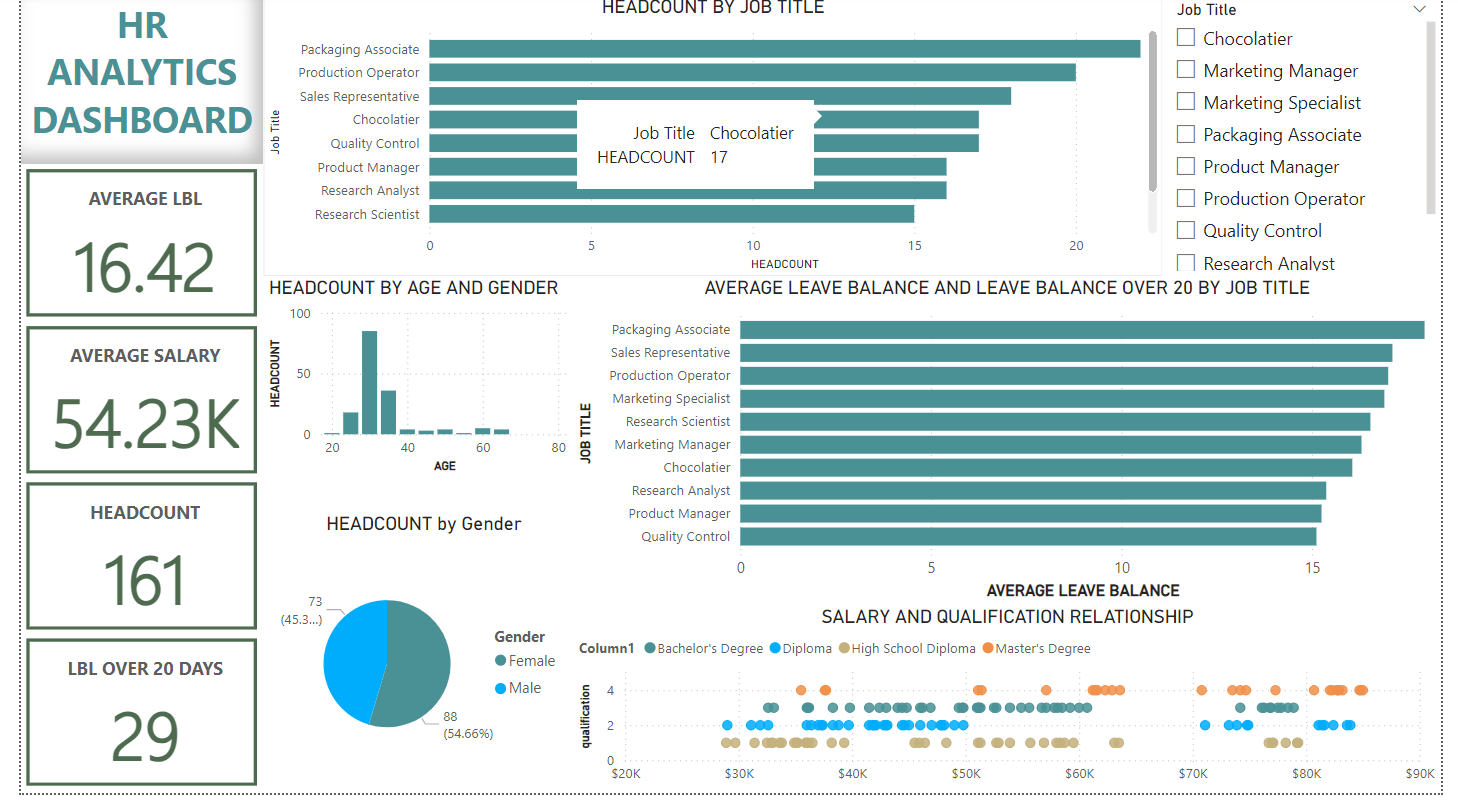 HR
ANALYTICS
DASHBOARD
AVERAGE LBL
16.42
AVERAGE SALARY
54.23K
HEADCOUNT
161
LBL OVER 20 DAYS
29
HEADCOUNT BY JOB TITLE
Job Title
Packaging Associate
Production Operator
Sales Representative
Chocolatier
Quality Control
Product Manager
Research Analyst
Research Scientist
Job Title Chocolatier
HEADCOUNT 17
0 5 10 15 20
HEADCOUNT
Job Title
Chocolatier
Marketing Manager
Marketing Specialist
Packaging Associate
Product Manager
Production Operator
Quality Control
Research Analyst
HEADCOUNT BY AGE AND GENDER
HEADCOUNT
100
50
0
20 40 60 80
AGE
AVERAGE LEAVE BALANCE AND LEAVE BALANCE OVER 20 BY JOB TITLE
JOB TITLE
Packaging Associate
Sales Representative
Production Operator
Marketing Specialist
Research Scientist
Marketing Manager
Chocolatier
Research Analyst
Product Manager
Quality Control
0 5 10 15
AVERAGE LEAVE BALANCE
HEADCOUNT by Gender
73
(45.3...)
88
(54.66%)
Gender
Female
Male
SALARY AND QUALIFICATION RELATIONSHIP
Column1 Bachelor's Degree Diploma High School Diploma Master's Degree
qualification
4
2
0
$20K $30K $40K $50K $60K $70K $80K $90K